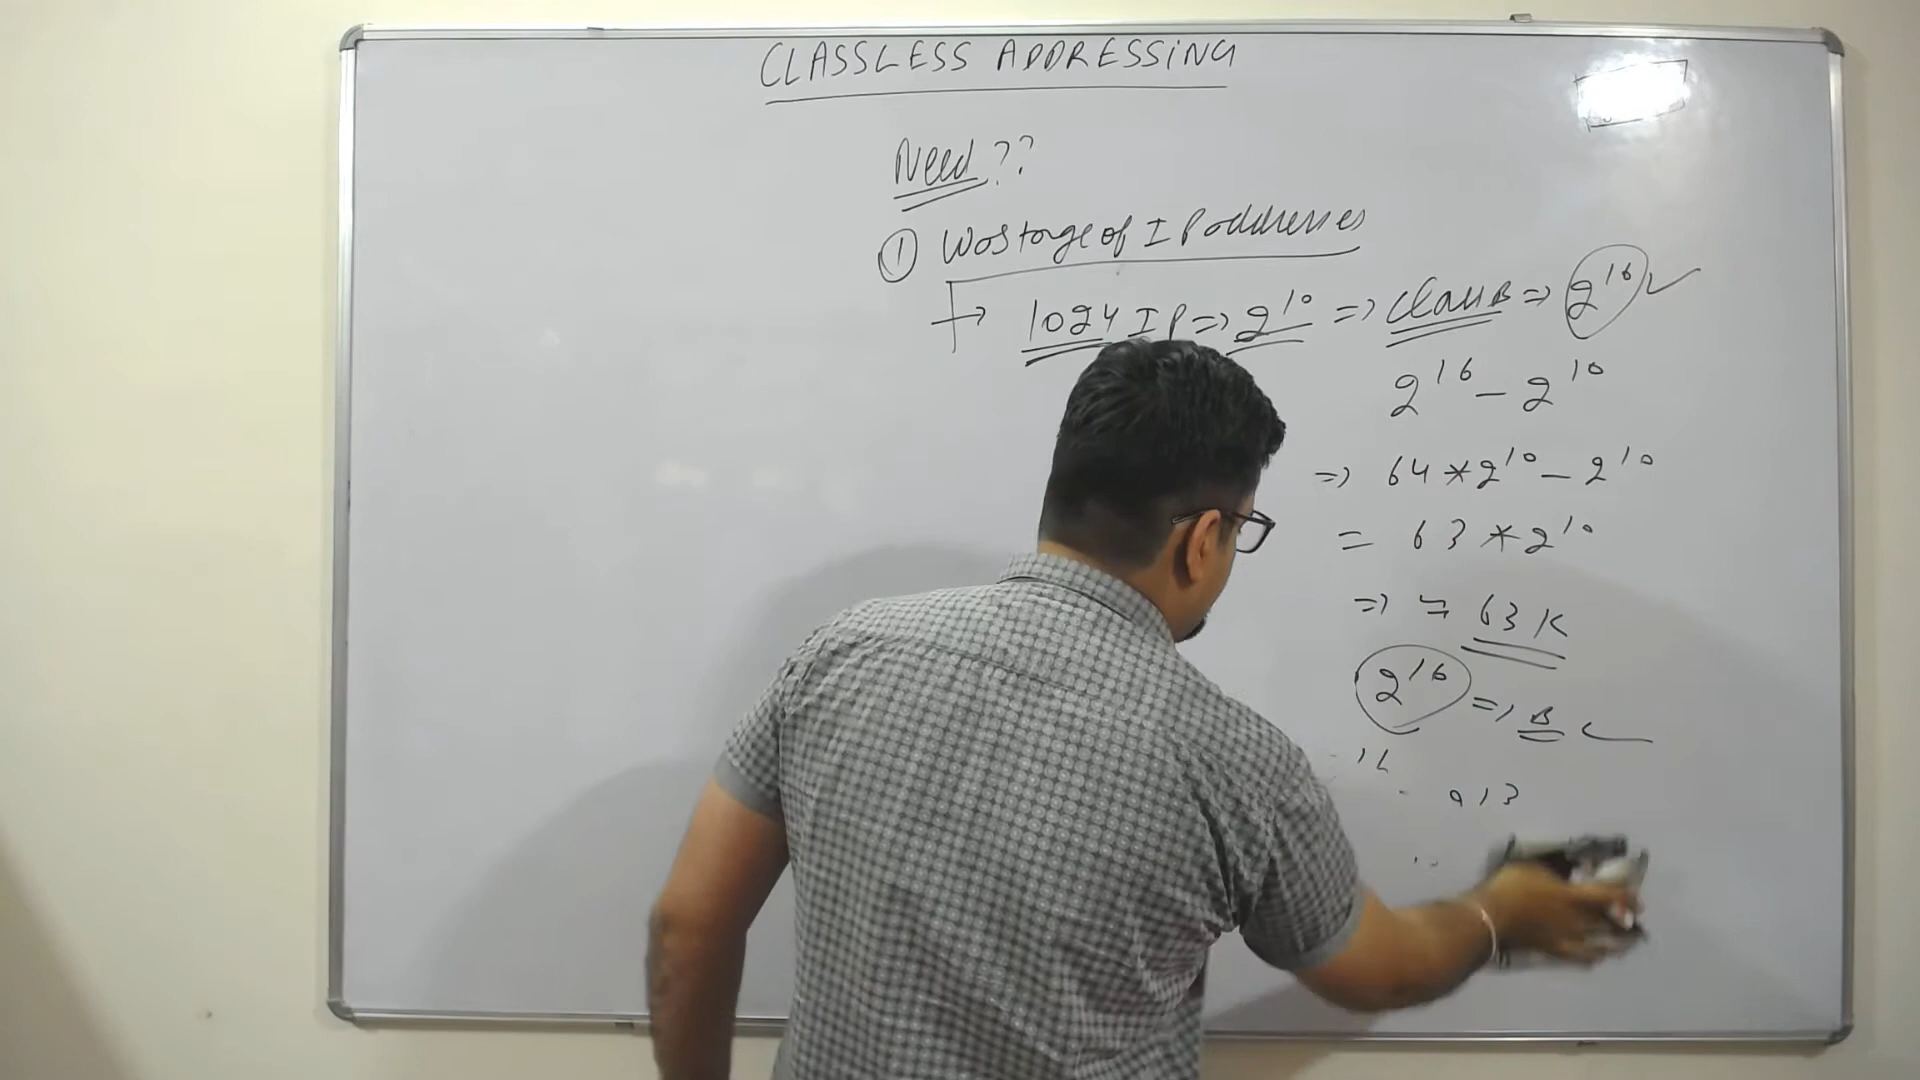 CLASSLESS ADDRESSING
Need ??
① Wastage of IP addresses
→ 1024 IP => 2^10 => Class B => 2^16 ✓
2^16 - 2^10
=> 64 * 2^10 - 2^10
= 63 * 2^10
=> 63 K
2^16 => B